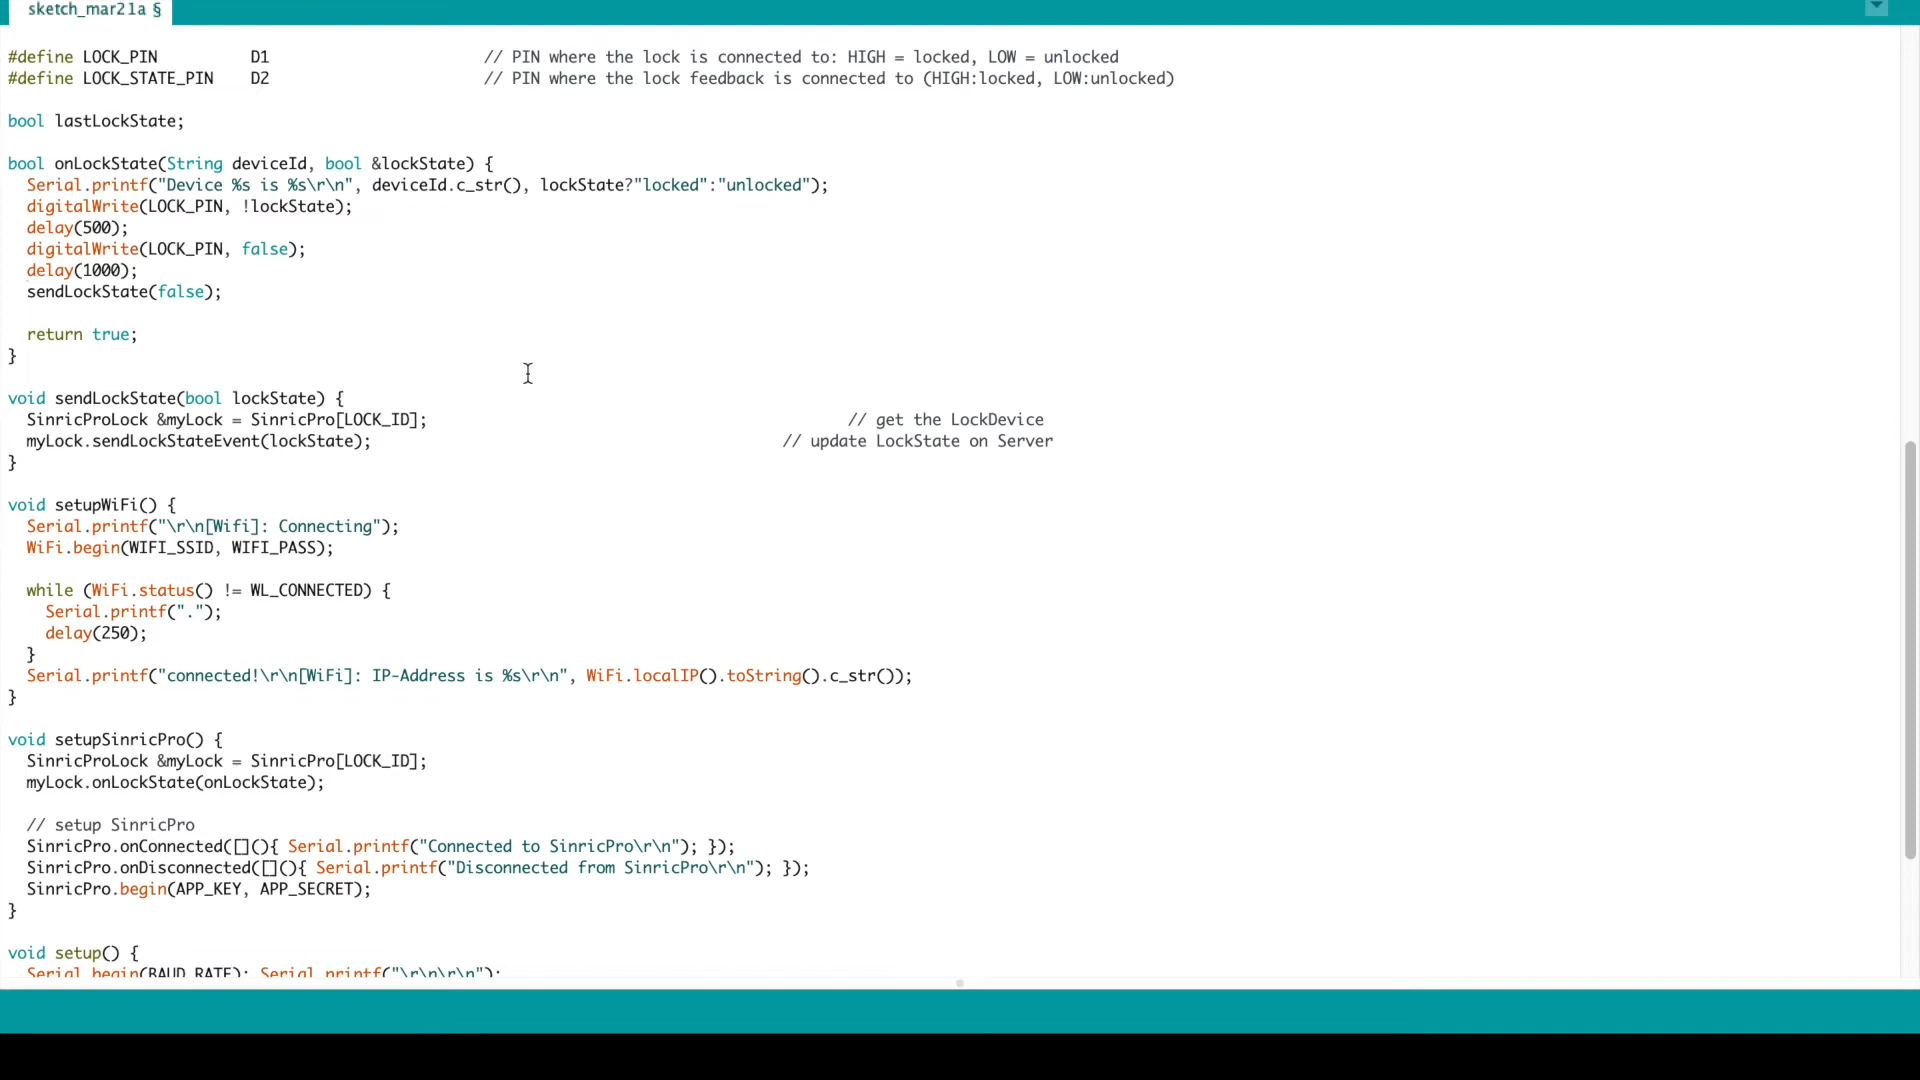 sketch_mar21a §
#define LOCK_PIN          D1                       // PIN where the lock is connected to: HIGH = locked, LOW = unlocked
#define LOCK_STATE_PIN    D2                       // PIN where the lock feedback is connected to (HIGH:locked, LOW:unlocked)
bool lastLockState;
bool onLockState(String deviceId, bool &lockState) {
  Serial.printf("Device %s is %s\r\n", deviceId.c_str(), lockState?"locked":"unlocked");
  digitalWrite(LOCK_PIN, !lockState);
  delay(500);
  digitalWrite(LOCK_PIN, false);
  delay(1000);
  sendLockState(false);
  return true;
}
void sendLockState(bool lockState) {
  SinricProLock &myLock = SinricPro[LOCK_ID];                                             // get the LockDevice
  myLock.sendLockStateEvent(lockState);                                            // update LockState on Server
}
void setupWiFi() {
  Serial.printf("\r\n[Wifi]: Connecting");
  WiFi.begin(WIFI_SSID, WIFI_PASS);
  while (WiFi.status() != WL_CONNECTED) {
    Serial.printf(".");
    delay(250);
  }
  Serial.printf("connected!\r\n[WiFi]: IP-Address is %s\r\n", WiFi.localIP().toString().c_str());
}
void setupSinricPro() {
  SinricProLock &myLock = SinricPro[LOCK_ID];
  myLock.onLockState(onLockState);
  // setup SinricPro
  SinricPro.onConnected([](){ Serial.printf("Connected to SinricPro\r\n"); });
  SinricPro.onDisconnected([](){ Serial.printf("Disconnected from SinricPro\r\n"); });
  SinricPro.begin(APP_KEY, APP_SECRET);
}
void setup() {
  Serial.begin(BAUD_RATE); Serial.printf("\r\n\r\n");